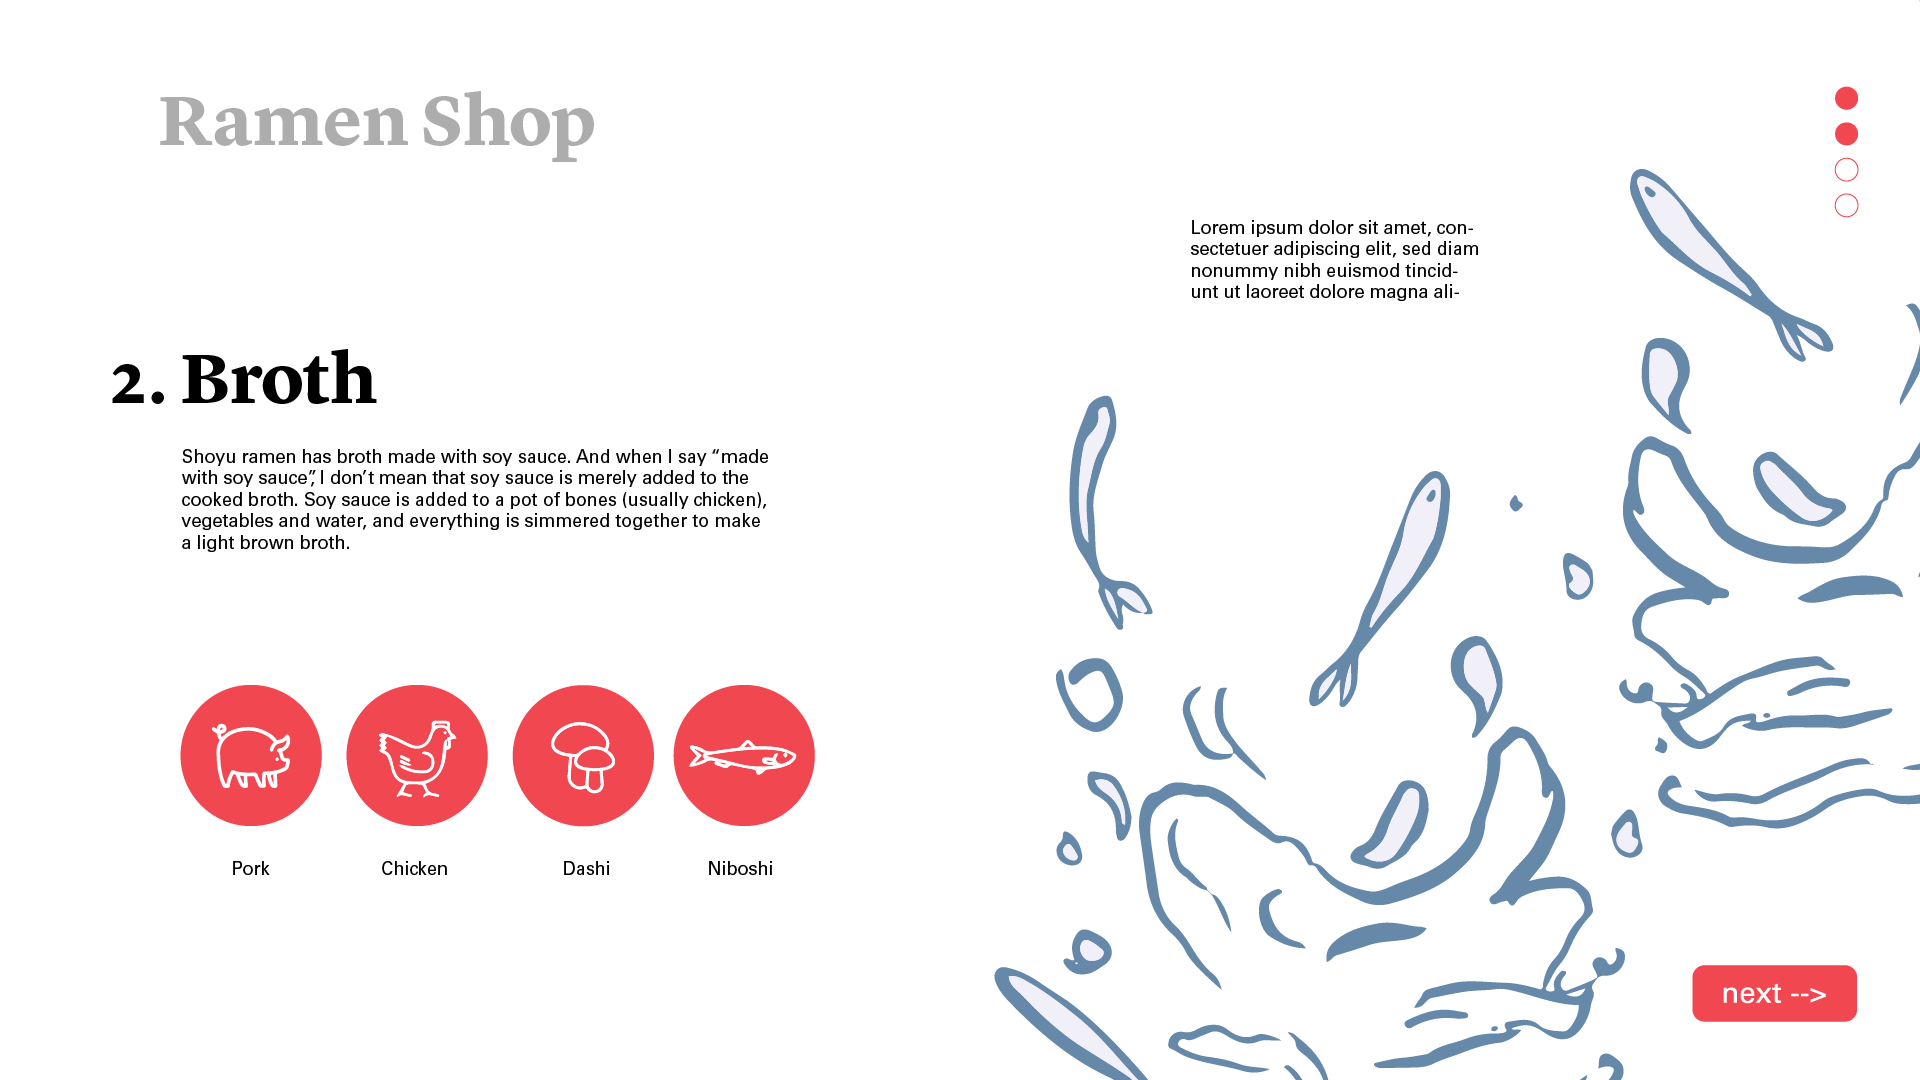 Ramen Shop
Lorem ipsum dolor sit amet, con-
sectetuer adipiscing elit, sed diam
nonummy nibh euismod tincid-
unt ut laoreet dolore magna ali-
2. Broth
Shoyu ramen has broth made with soy sauce. And when I say “made
with soy sauce”, I don’t mean that soy sauce is merely added to the
cooked broth. Soy sauce is added to a pot of bones (usually chicken),
vegetables and water, and everything is simmered together to make
a light brown broth.
Pork
Chicken
Dashi
Niboshi
next -->